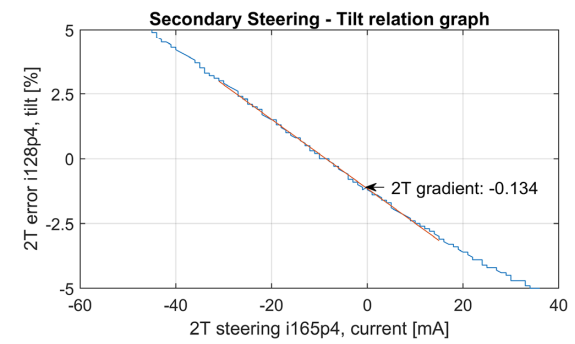 Secondary Steering - Tilt relation graph
5
2.5
0
-2.5
-5
2T error i128p4, tilt [%]
2T gradient: -0.134
-60
-40
-20
0
20
40
2T steering i165p4, current [mA]